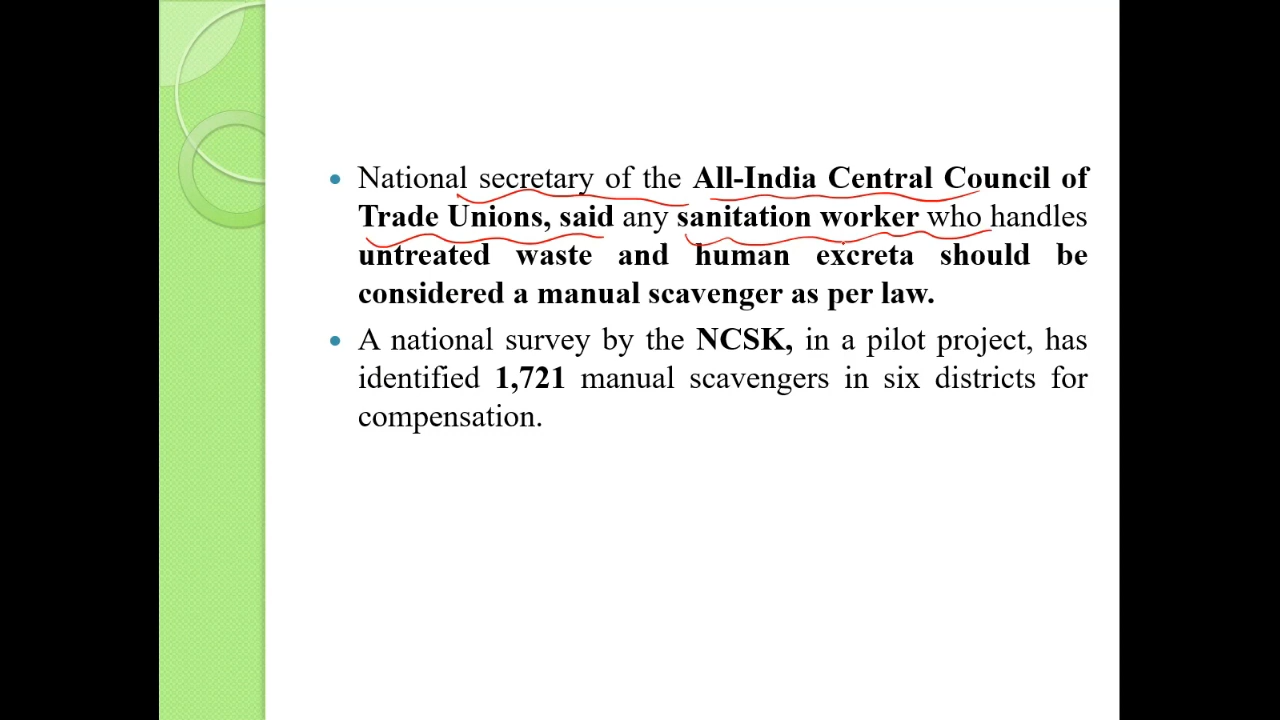 National secretary of the All-India Central Council of
Trade Unions, said any sanitation worker who handles
untreated waste and human excreta should be
considered a manual scavenger as per law.
A national survey by the NCSK, in a pilot project, has
identified 1,721 manual scavengers in six districts for
compensation.